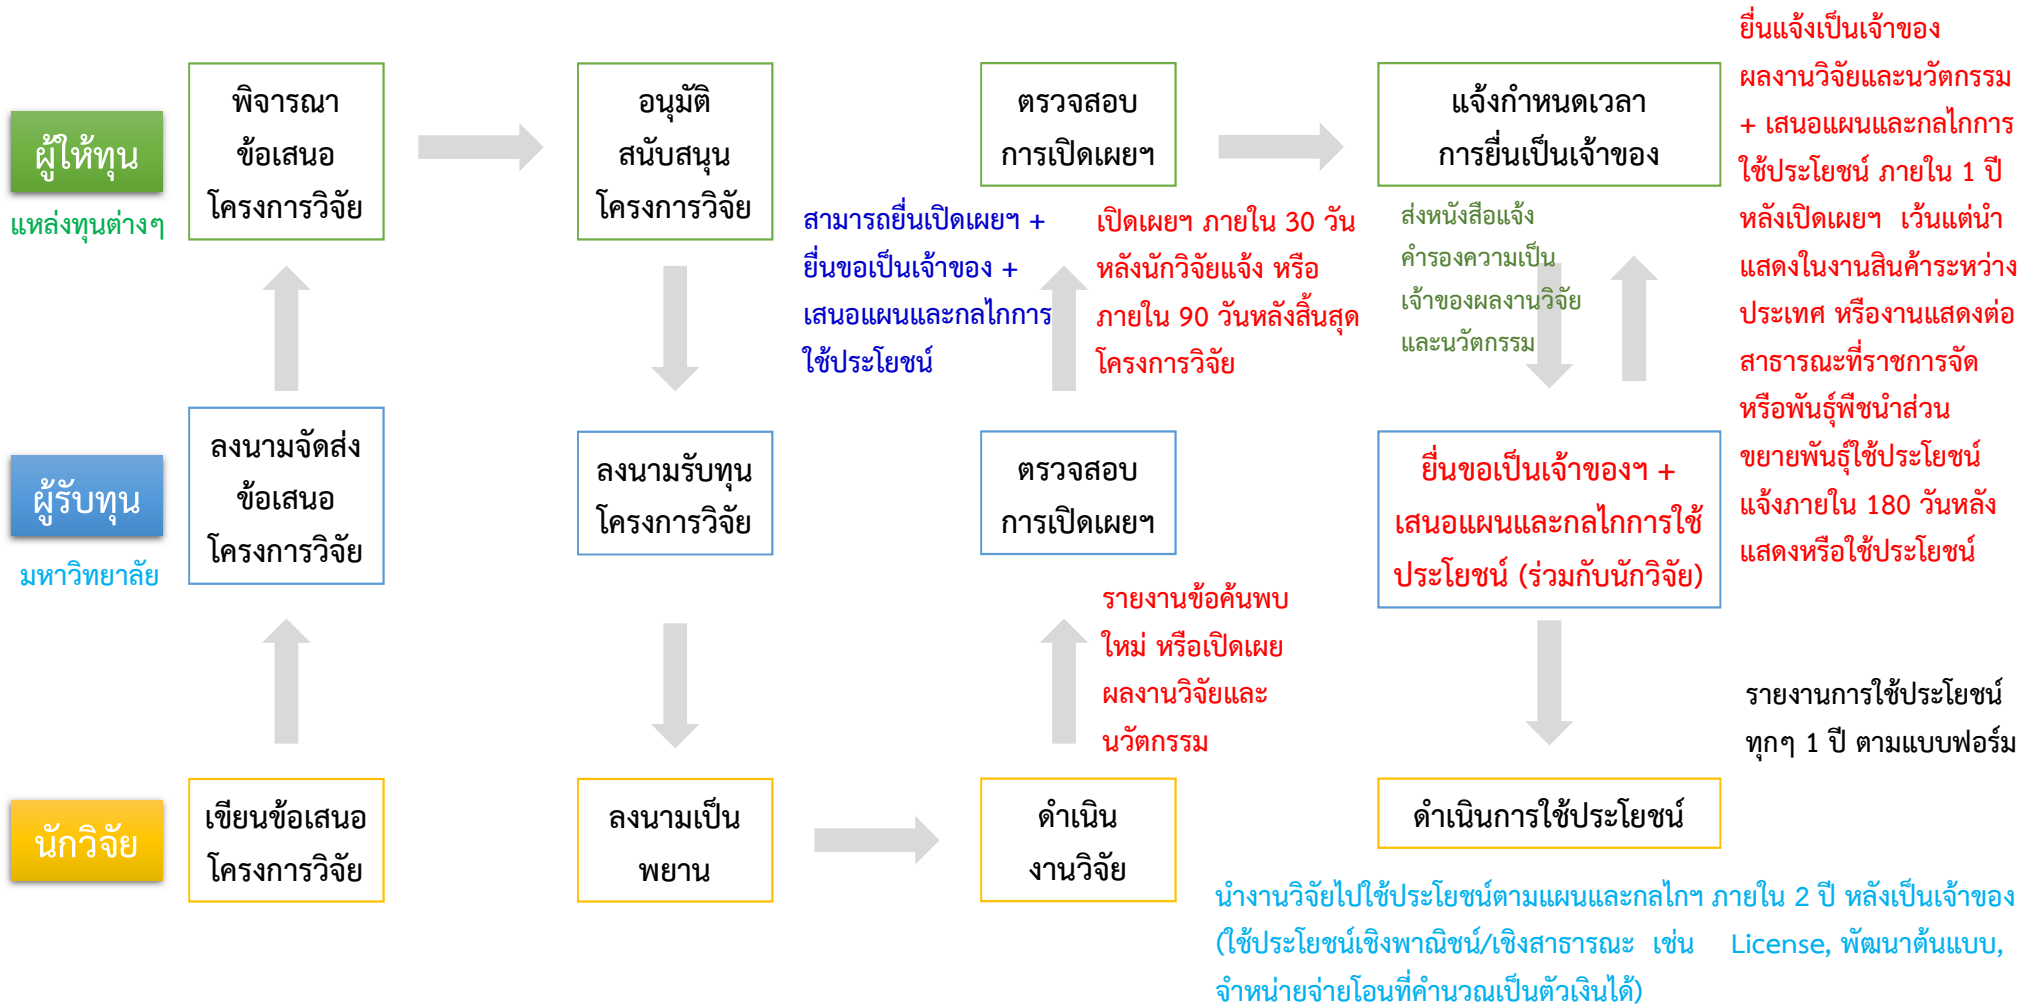 ผู้ให้ทุน
แหล่งทุนต่างๆ
พิจารณา
ข้อเสนอ
โครงการวิจัย
อนุมัติ
สนับสนุน
โครงการวิจัย
ตรวจสอบ
การเปิดเผยฯ
แจ้งกำหนดเวลา
การยื่นเป็นเจ้าของ
ยื่นแจ้งเป็นเจ้าของ
ผลงานวิจัยและนวัตกรรม
+ เสนอแผนและกลไกการ
ใช้ประโยชน์ ภายใน 1 ปี
หลังเปิดเผยฯ เว้นแต่นำ
แสดงในงานสินค้าระหว่าง
ประเทศ หรืองานแสดงต่อ
สาธารณะที่ราชการจัด
หรือพันธุ์พืชนำส่วน
ขยายพันธุ์ใช้ประโยชน์
แจ้งภายใน 180 วันหลัง
แสดงหรือใช้ประโยชน์
สามารถยื่นเปิดเผยฯ +
ยื่นขอเป็นเจ้าของ +
เสนอแผนและกลไกการ
ใช้ประโยชน์
เปิดเผยฯ ภายใน 30 วัน
หลังนักวิจัยแจ้ง หรือ
ภายใน 90 วันหลังสิ้นสุด
โครงการวิจัย
ส่งหนังสือแจ้ง
คำรองความเป็น
เจ้าของผลงานวิจัย
และนวัตกรรม
ผู้รับทุน
มหาวิทยาลัย
ลงนามจัดส่ง
ข้อเสนอ
โครงการวิจัย
ลงนามรับทุน
โครงการวิจัย
ตรวจสอบ
การเปิดเผยฯ
ยื่นขอเป็นเจ้าของฯ +
เสนอแผนและกลไกการใช้
ประโยชน์ (ร่วมกับนักวิจัย)
รายงานข้อค้นพบ
ใหม่ หรือเปิดเผย
ผลงานวิจัยและ
นวัตกรรม
รายงานการใช้ประโยชน์
ทุกๆ 1 ปี ตามแบบฟอร์ม
นักวิจัย
เขียนข้อเสนอ
โครงการวิจัย
ลงนามเป็น
พยาน
ดำเนิน
งานวิจัย
ดำเนินการใช้ประโยชน์
นำงานวิจัยไปใช้ประโยชน์ตามแผนและกลไกฯ ภายใน 2 ปี หลังเป็นเจ้าของ
(ใช้ประโยชน์เชิงพาณิชน์/เชิงสาธารณะ เช่น License, พัฒนาต้นแบบ,
จำหน่ายจ่ายโอนที่คำนวณเป็นตัวเงินได้)